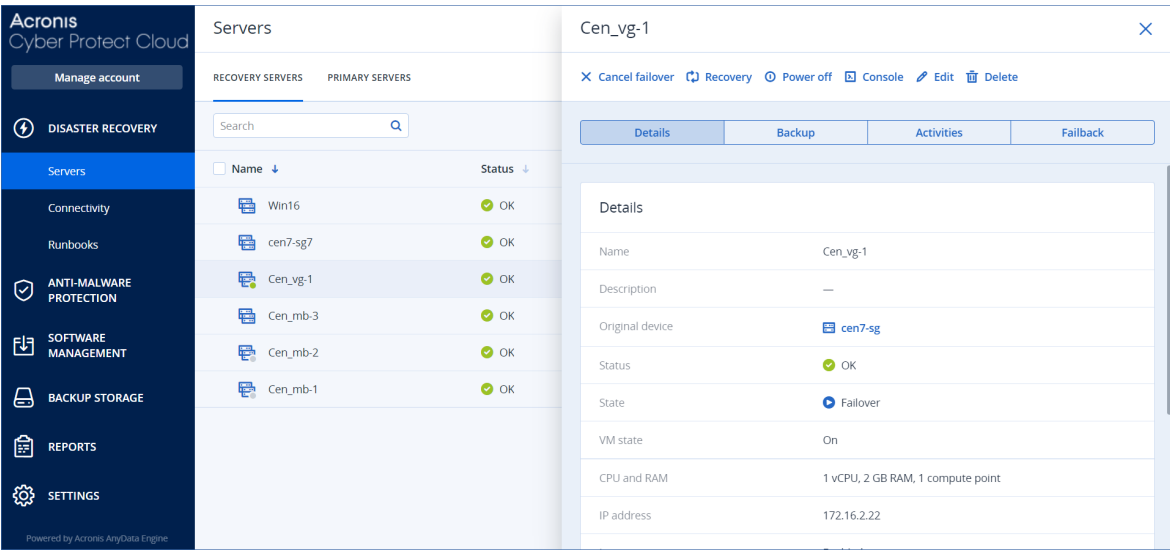 Acronis
Cyber Protect Cloud
Manage account
DISASTER RECOVERY
Servers
Connectivity
Runbooks
ANTI-MALWARE
PROTECTION
SOFTWARE
MANAGEMENT
BACKUP STORAGE
REPORTS
SETTINGS
Powered by Acronis AnyData Engine
Servers
RECOVERY SERVERS PRIMARY SERVERS
Search
Name Status
Win16 OK
cen7-sg7 OK
Cen_vg-1 OK
Cen_mb-3 OK
Cen_mb-2 OK
Cen_mb-1 OK
Cen_vg-1
Cancel failover Recovery Power off Console Edit Delete
Details Backup Activities Failback
Details
Name Cen_vg-1
Description —
Original device cen7-sg
Status OK
State Failover
VM state On
CPU and RAM 1 vCPU, 2 GB RAM, 1 compute point
IP address 172.16.2.22